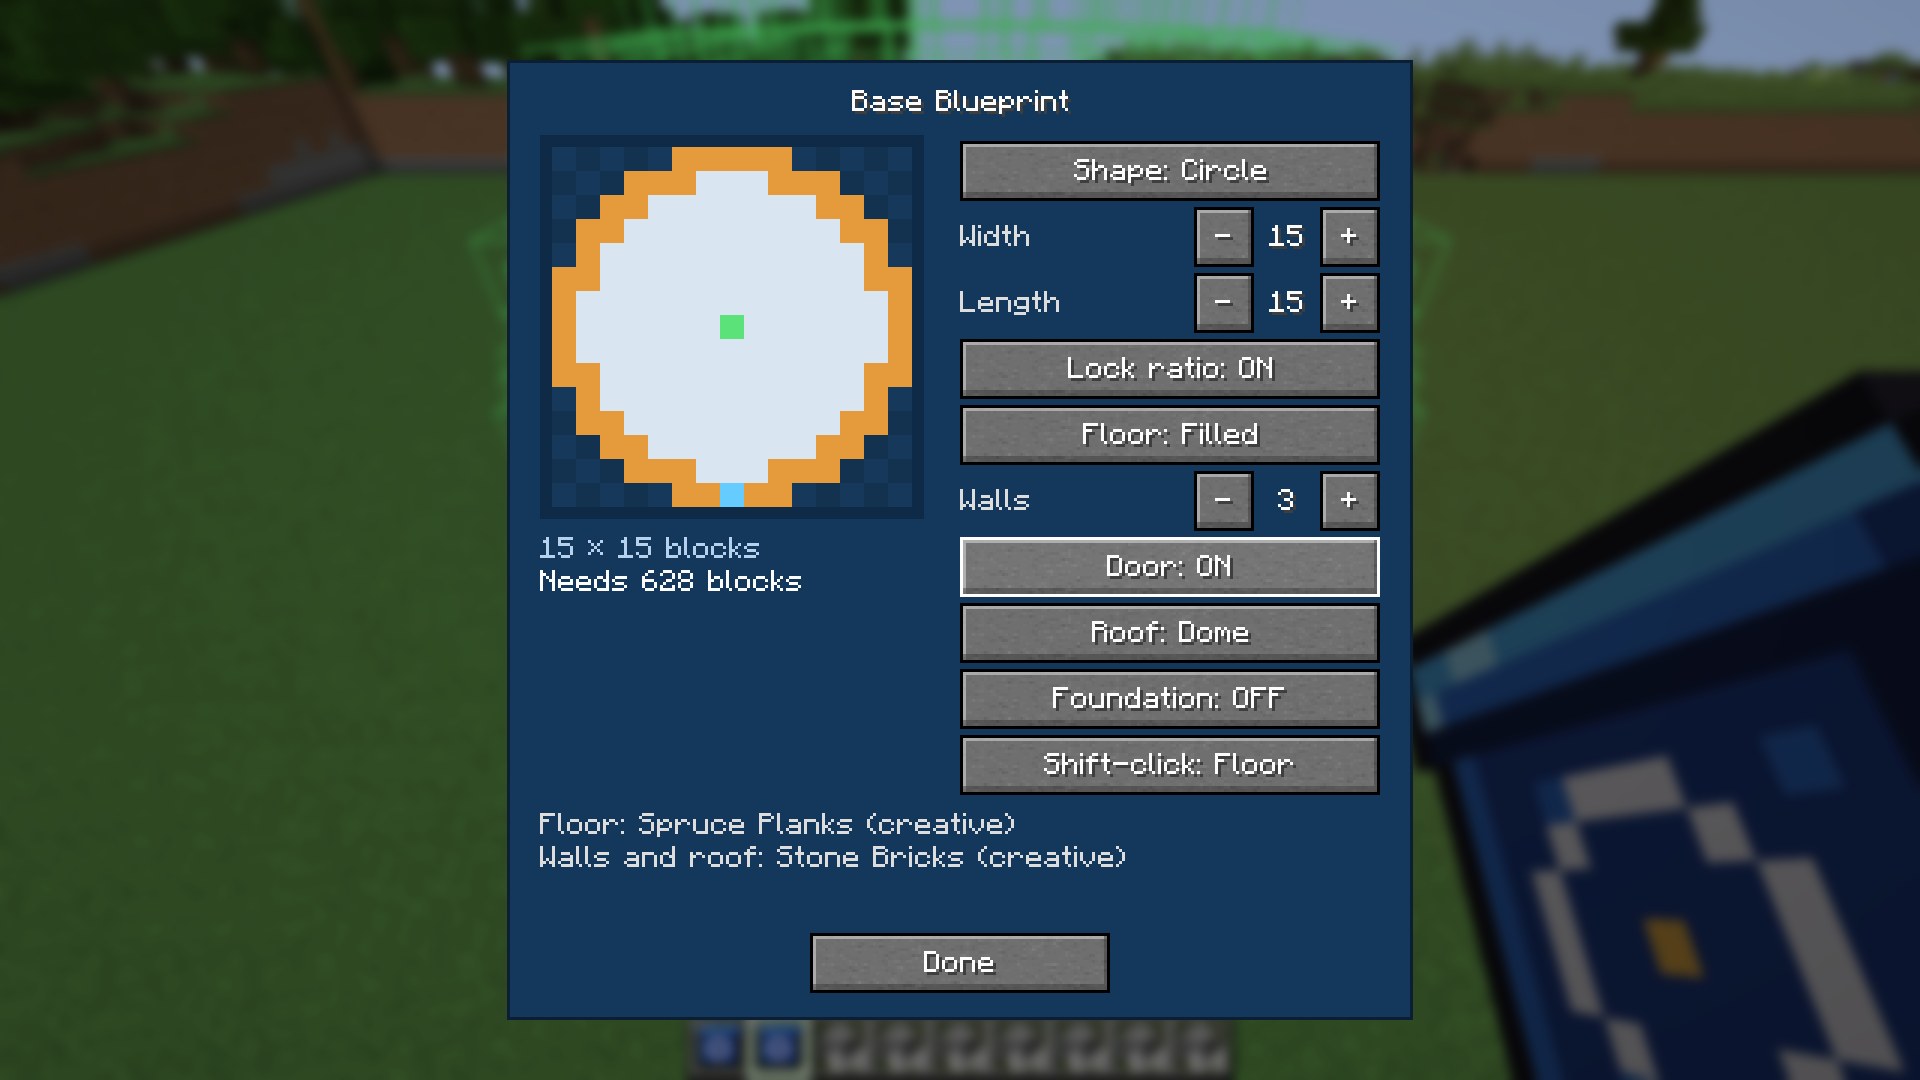 Base Blueprint
Shape: Circle
Width - 15 +
Length - 15 +
Lock ratio: ON
Floor: Filled
Walls - 3 +
15 × 15 blocks
Door: ON
Needs 628 blocks
Roof: Dome
Foundation: OFF
Shift-click: Floor
Floor: Spruce Planks (creative)
Walls and roof: Stone Bricks (creative)
Done